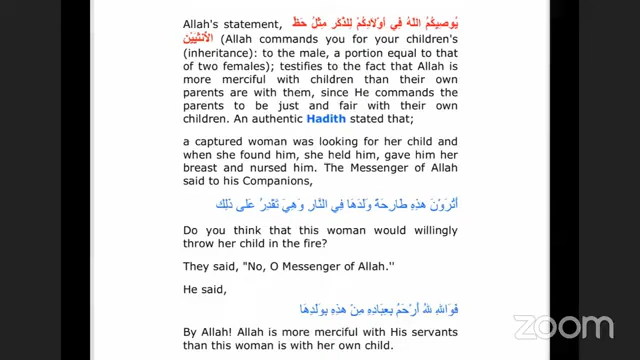 Allah's statement, يُوصِيكُمُ اللَّهُ فِي أَوْلَادِكُمْ لِلذَّكَرِ مِثْلُ حَظِّ
الْأُنثَيَيْنِ (Allah commands you for your children's
(inheritance): to the male, a portion equal to that
of two females); testifies to the fact that Allah is
more merciful with children than their own
parents are with them, since He commands the
parents to be just and fair with their own
children. An authentic Hadith stated that;
a captured woman was looking for her child and
when she found him, she held him, gave him her
breast and nursed him. The Messenger of Allah
said to his Companions,
أَتُرَوْنَ هذِهِ طَارِحَةً وَلَدَهَا فِي النَّارِ وَهِيَ تَقْدِرُ عَلى ذلِكَ
Do you think that this woman would willingly
throw her child in the fire?
They said, "No, O Messenger of Allah.''
He said,
فَوَاللهِ للهُ أَرْحَمُ بِعِبَادِهِ مِنْ هذِهِ بِوَلَدِهَا
By Allah! Allah is more merciful with His servants
than this woman is with her own child.
zoom